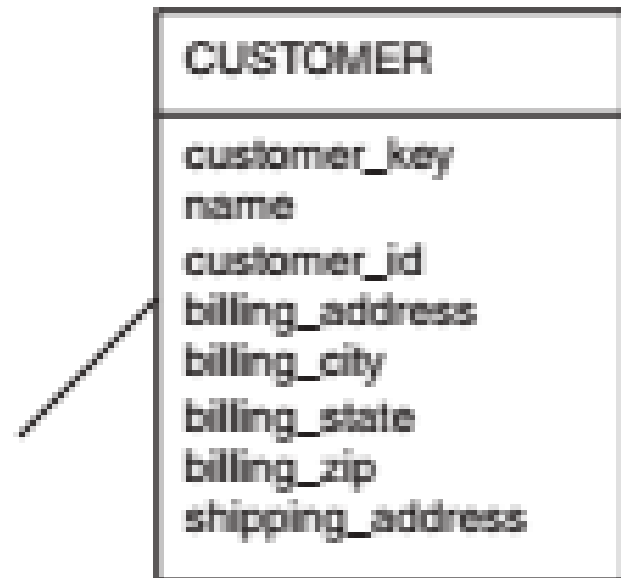 CUSTOMER
customer_key
name
customer_id
billing_address
billing_city
billing_state
billing_zip
shipping_address